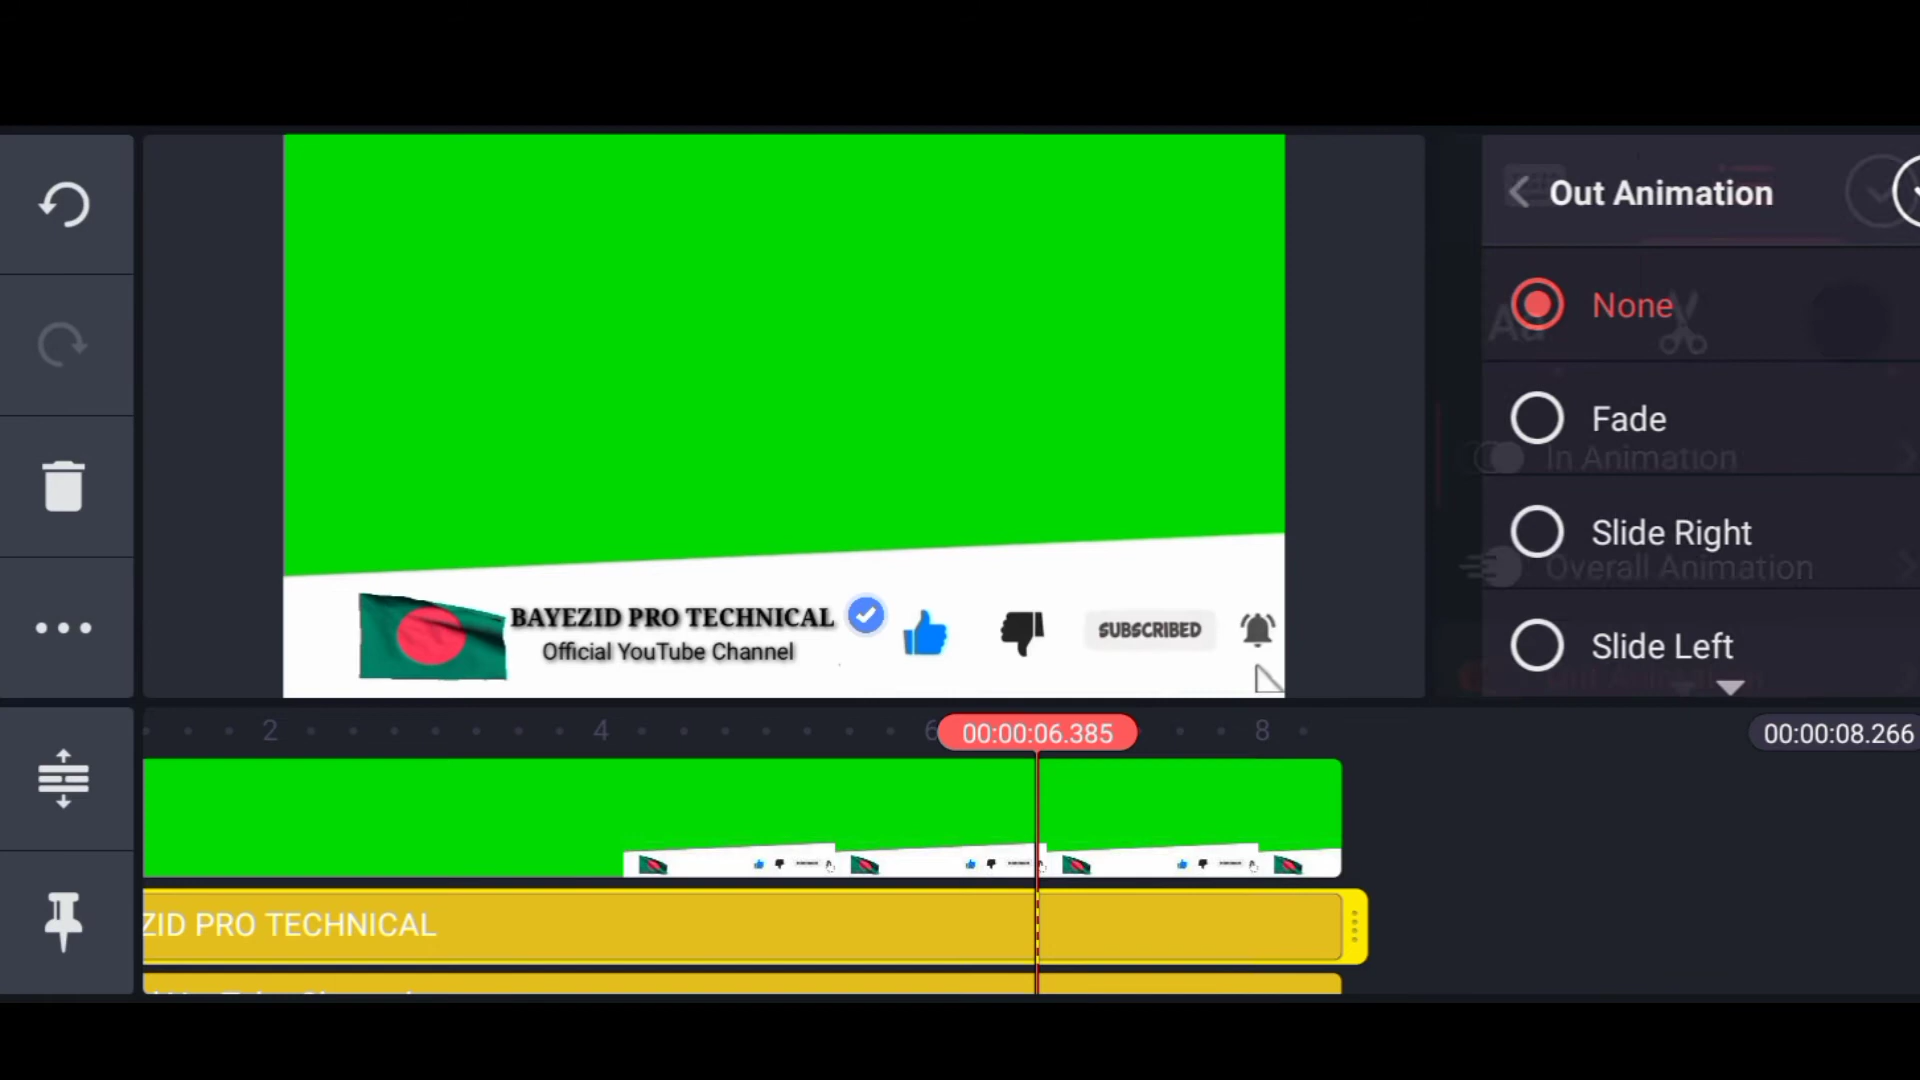 Out Animation
None
Aa
Fade
In Animation
Slide Right
Overall Animation
Slide Left
BAYEZID PRO TECHNICAL
Official YouTube Channel
SUBSCRIBED
2
4
6
00:00:06.385
8
00:00:08.266
ZID PRO TECHNICAL